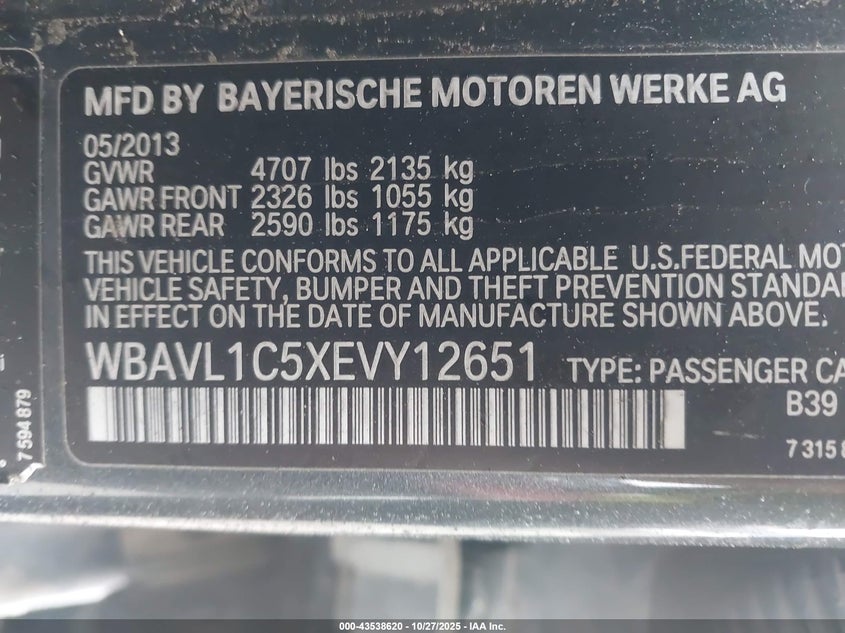 MFD BY BAYERISCHE MOTOREN WERKE AG
05/2013
GVWR 4707 lbs 2135 kg
GAWR FRONT 2326 lbs 1055 kg
GAWR REAR 2590 lbs 1175 kg
THIS VEHICLE CONFORMS TO ALL APPLICABLE U.S.FEDERAL MOT
VEHICLE SAFETY, BUMPER AND THEFT PREVENTION STANDAR
IN EFFECT ON THE DATE OF MANUFACTURE SHOWN ABOVE.
WBAVL1C5XEVY12651 TYPE: PASSENGER CA
B39
7 315 8
7 594 879
000-43538620 - 10/27/2025 - IAA Inc.